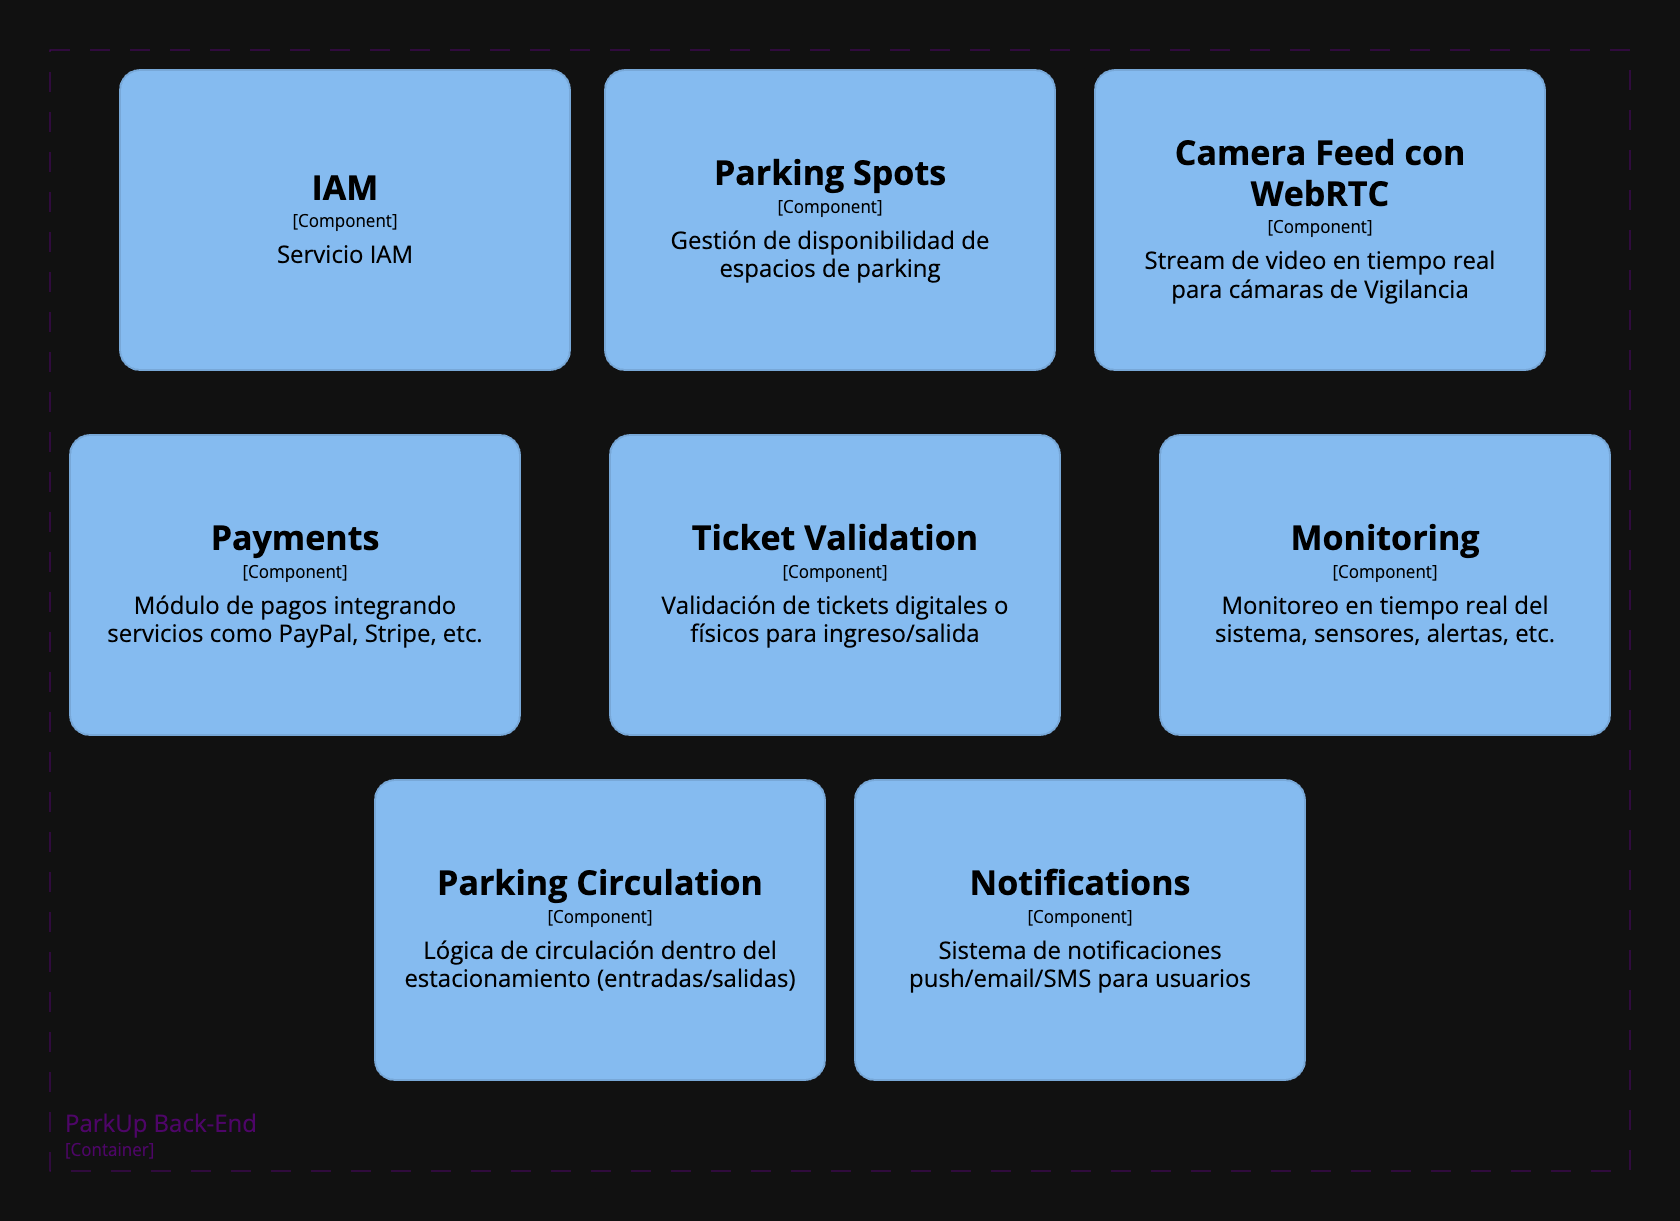 IAM
[Component]
Servicio IAM
Parking Spots
[Component]
Gestión de disponibilidad de
espacios de parking
Camera Feed con
WebRTC
[Component]
Stream de video en tiempo real
para cámaras de Vigilancia
Payments
[Component]
Módulo de pagos integrando
servicios como PayPal, Stripe, etc.
Ticket Validation
[Component]
Validación de tickets digitales o
físicos para ingreso/salida
Monitoring
[Component]
Monitoreo en tiempo real del
sistema, sensores, alertas, etc.
Parking Circulation
[Component]
Lógica de circulación dentro del
estacionamiento (entradas/salidas)
Notifications
[Component]
Sistema de notificaciones
push/email/SMS para usuarios
ParkUp Back-End
[Container]